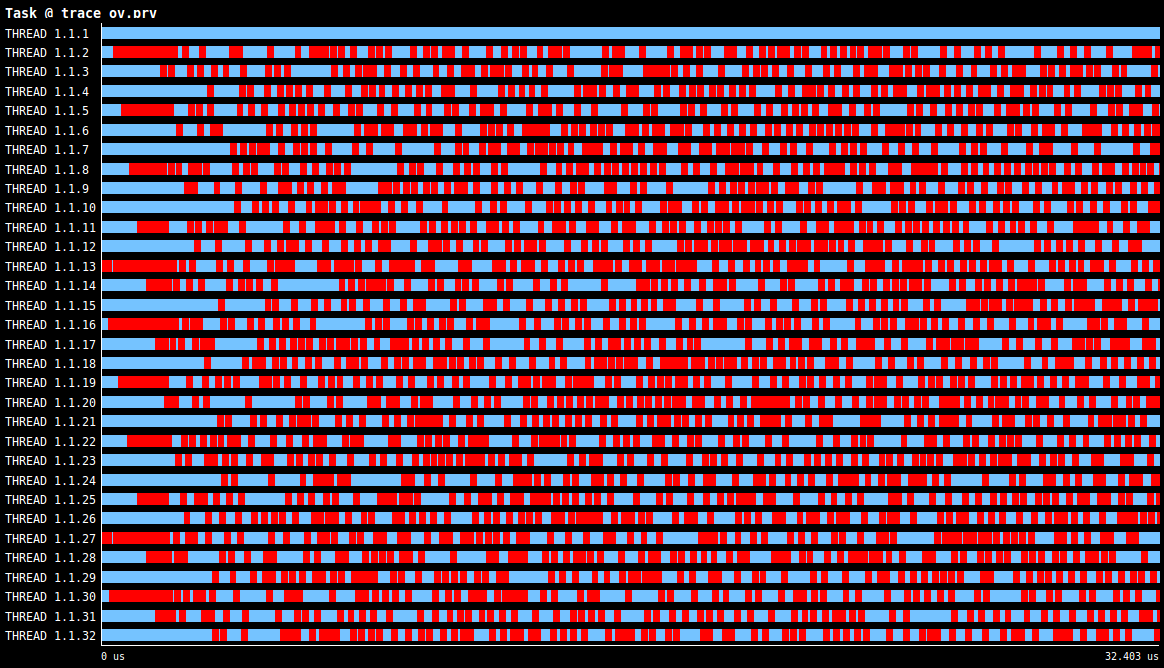 Task @ trace_ov.prv
THREAD 1.1.1
THREAD 1.1.2
THREAD 1.1.3
THREAD 1.1.4
THREAD 1.1.5
THREAD 1.1.6
THREAD 1.1.7
THREAD 1.1.8
THREAD 1.1.9
THREAD 1.1.10
THREAD 1.1.11
THREAD 1.1.12
THREAD 1.1.13
THREAD 1.1.14
THREAD 1.1.15
THREAD 1.1.16
THREAD 1.1.17
THREAD 1.1.18
THREAD 1.1.19
THREAD 1.1.20
THREAD 1.1.21
THREAD 1.1.22
THREAD 1.1.23
THREAD 1.1.24
THREAD 1.1.25
THREAD 1.1.26
THREAD 1.1.27
THREAD 1.1.28
THREAD 1.1.29
THREAD 1.1.30
THREAD 1.1.31
THREAD 1.1.32
0 us 32.403 us